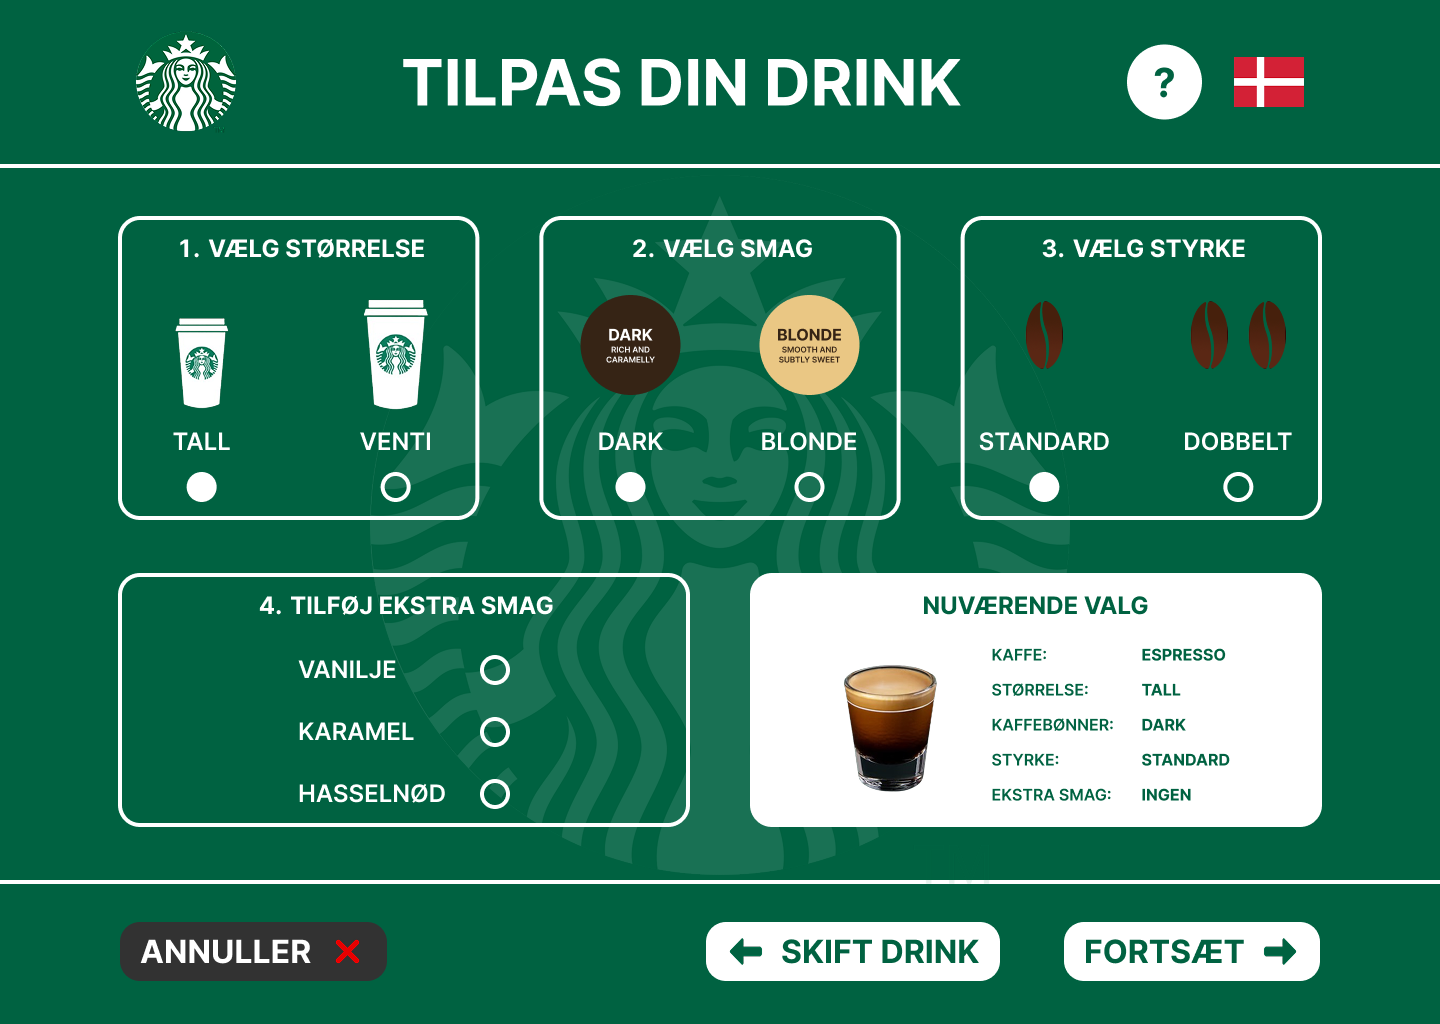 TILPAS DIN DRINK
?
1. VÆLG STØRRELSE
TALL
VENTI
2. VÆLG SMAG
DARK
RICH AND
CARAMELLY
BLONDE
SMOOTH AND
SUBTLY SWEET
DARK
BLONDE
3. VÆLG STYRKE
STANDARD
DOBBELT
4. TILFØJ EKSTRA SMAG
VANILJE
KARAMEL
HASSELNØD
NUVÆRENDE VALG
KAFFE: ESPRESSO
STØRRELSE: TALL
KAFFEBØNNER: DARK
STYRKE: STANDARD
EKSTRA SMAG: INGEN
ANNULLER
SKIFT DRINK
FORTSÆT